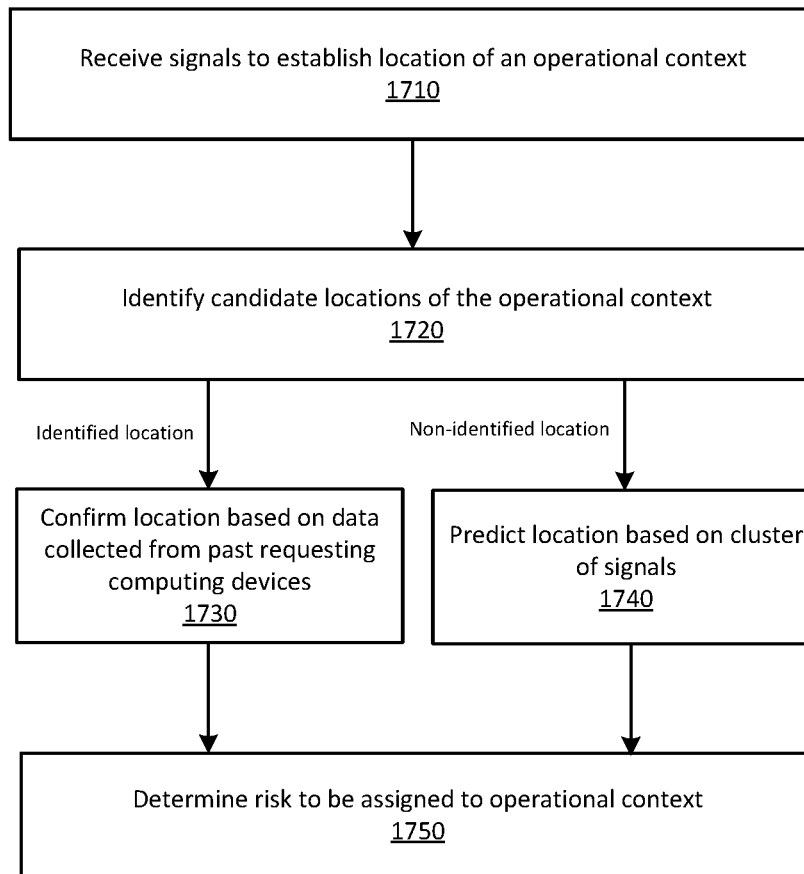 Receive signals to establish location of an operational context
1710
Identify candidate locations of the operational context
1720
Identified location
Non-identified location
Confirm location based on data
collected from past requesting
computing devices
1730
Predict location based on cluster
of signals
1740
Determine risk to be assigned to operational context
1750